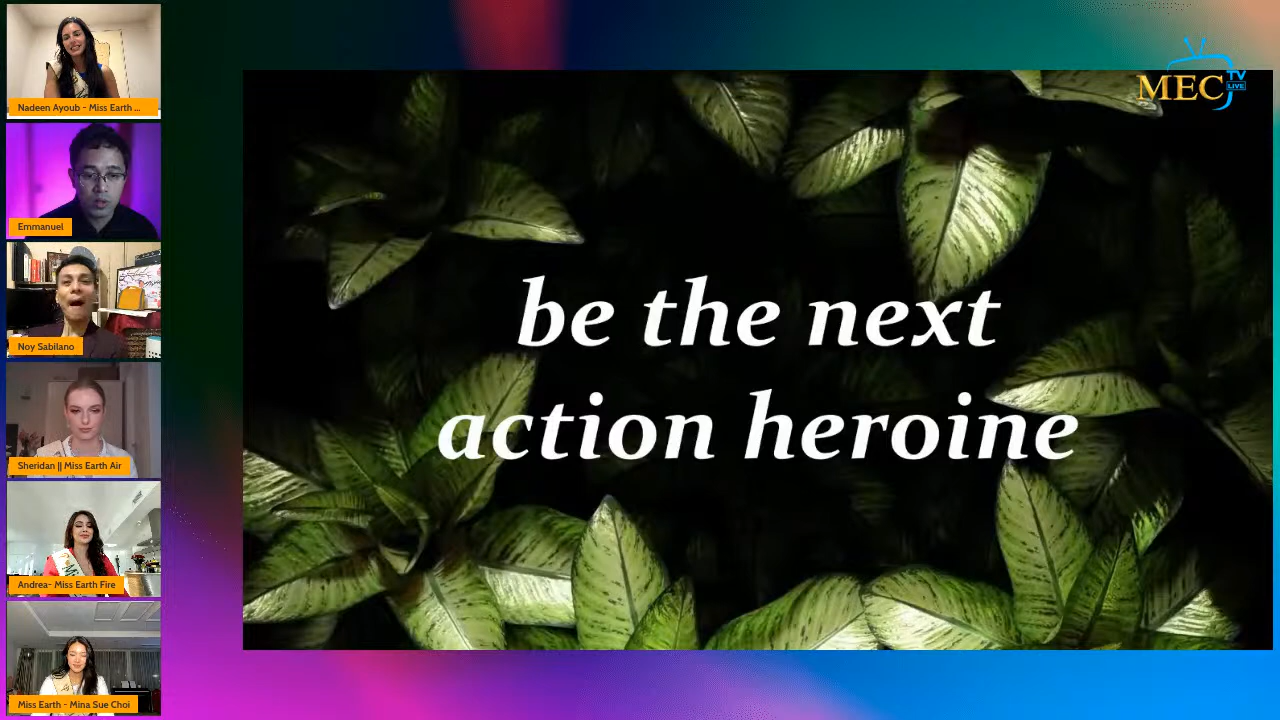 Nadeen Ayoub - Miss Earth ...
Emmanuel
Noy Sabilano
Sheridan || Miss Earth Air
Andrea- Miss Earth Fire
Miss Earth - Mina Sue Choi
MEC TV
LIVE
be the next
action heroine